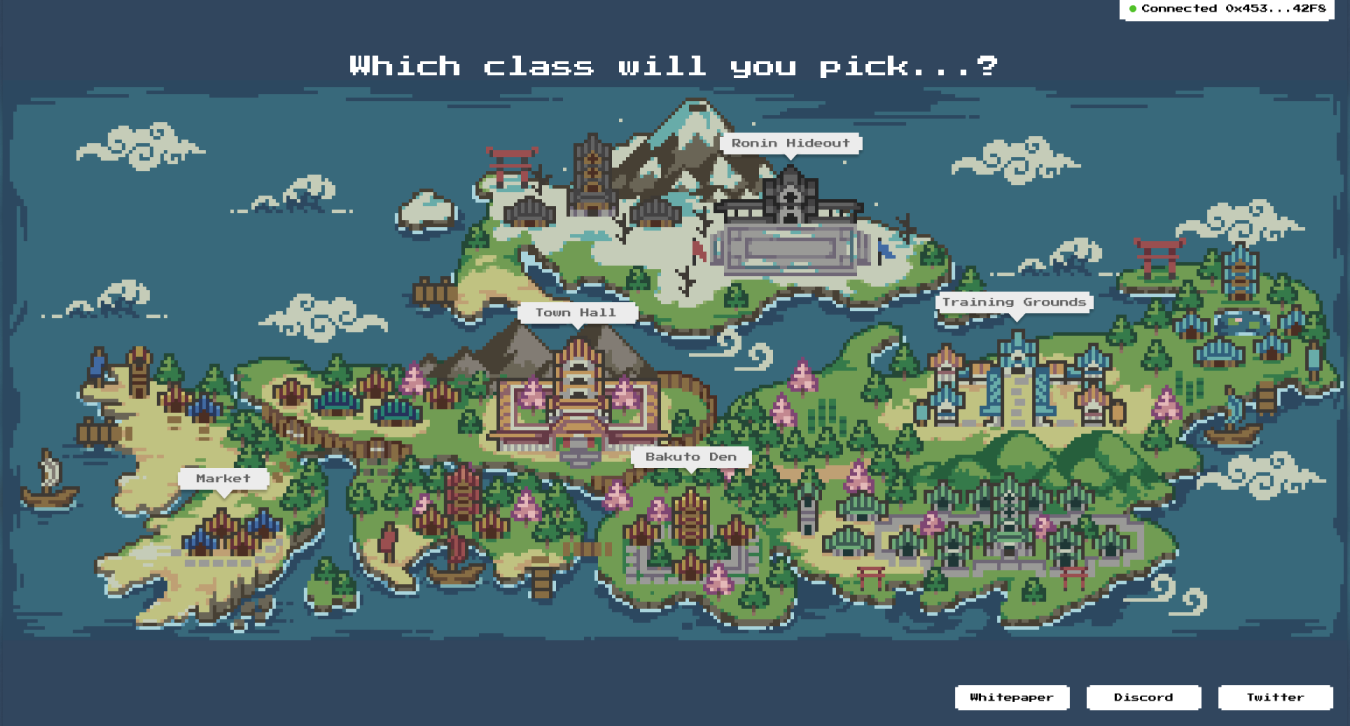 Connected 0x453...42F8
Which class will you pick...?
Ronin Hideout
Training Grounds
Town Hall
Bakuto Den
Market
Whitepaper
Discord
Twitter